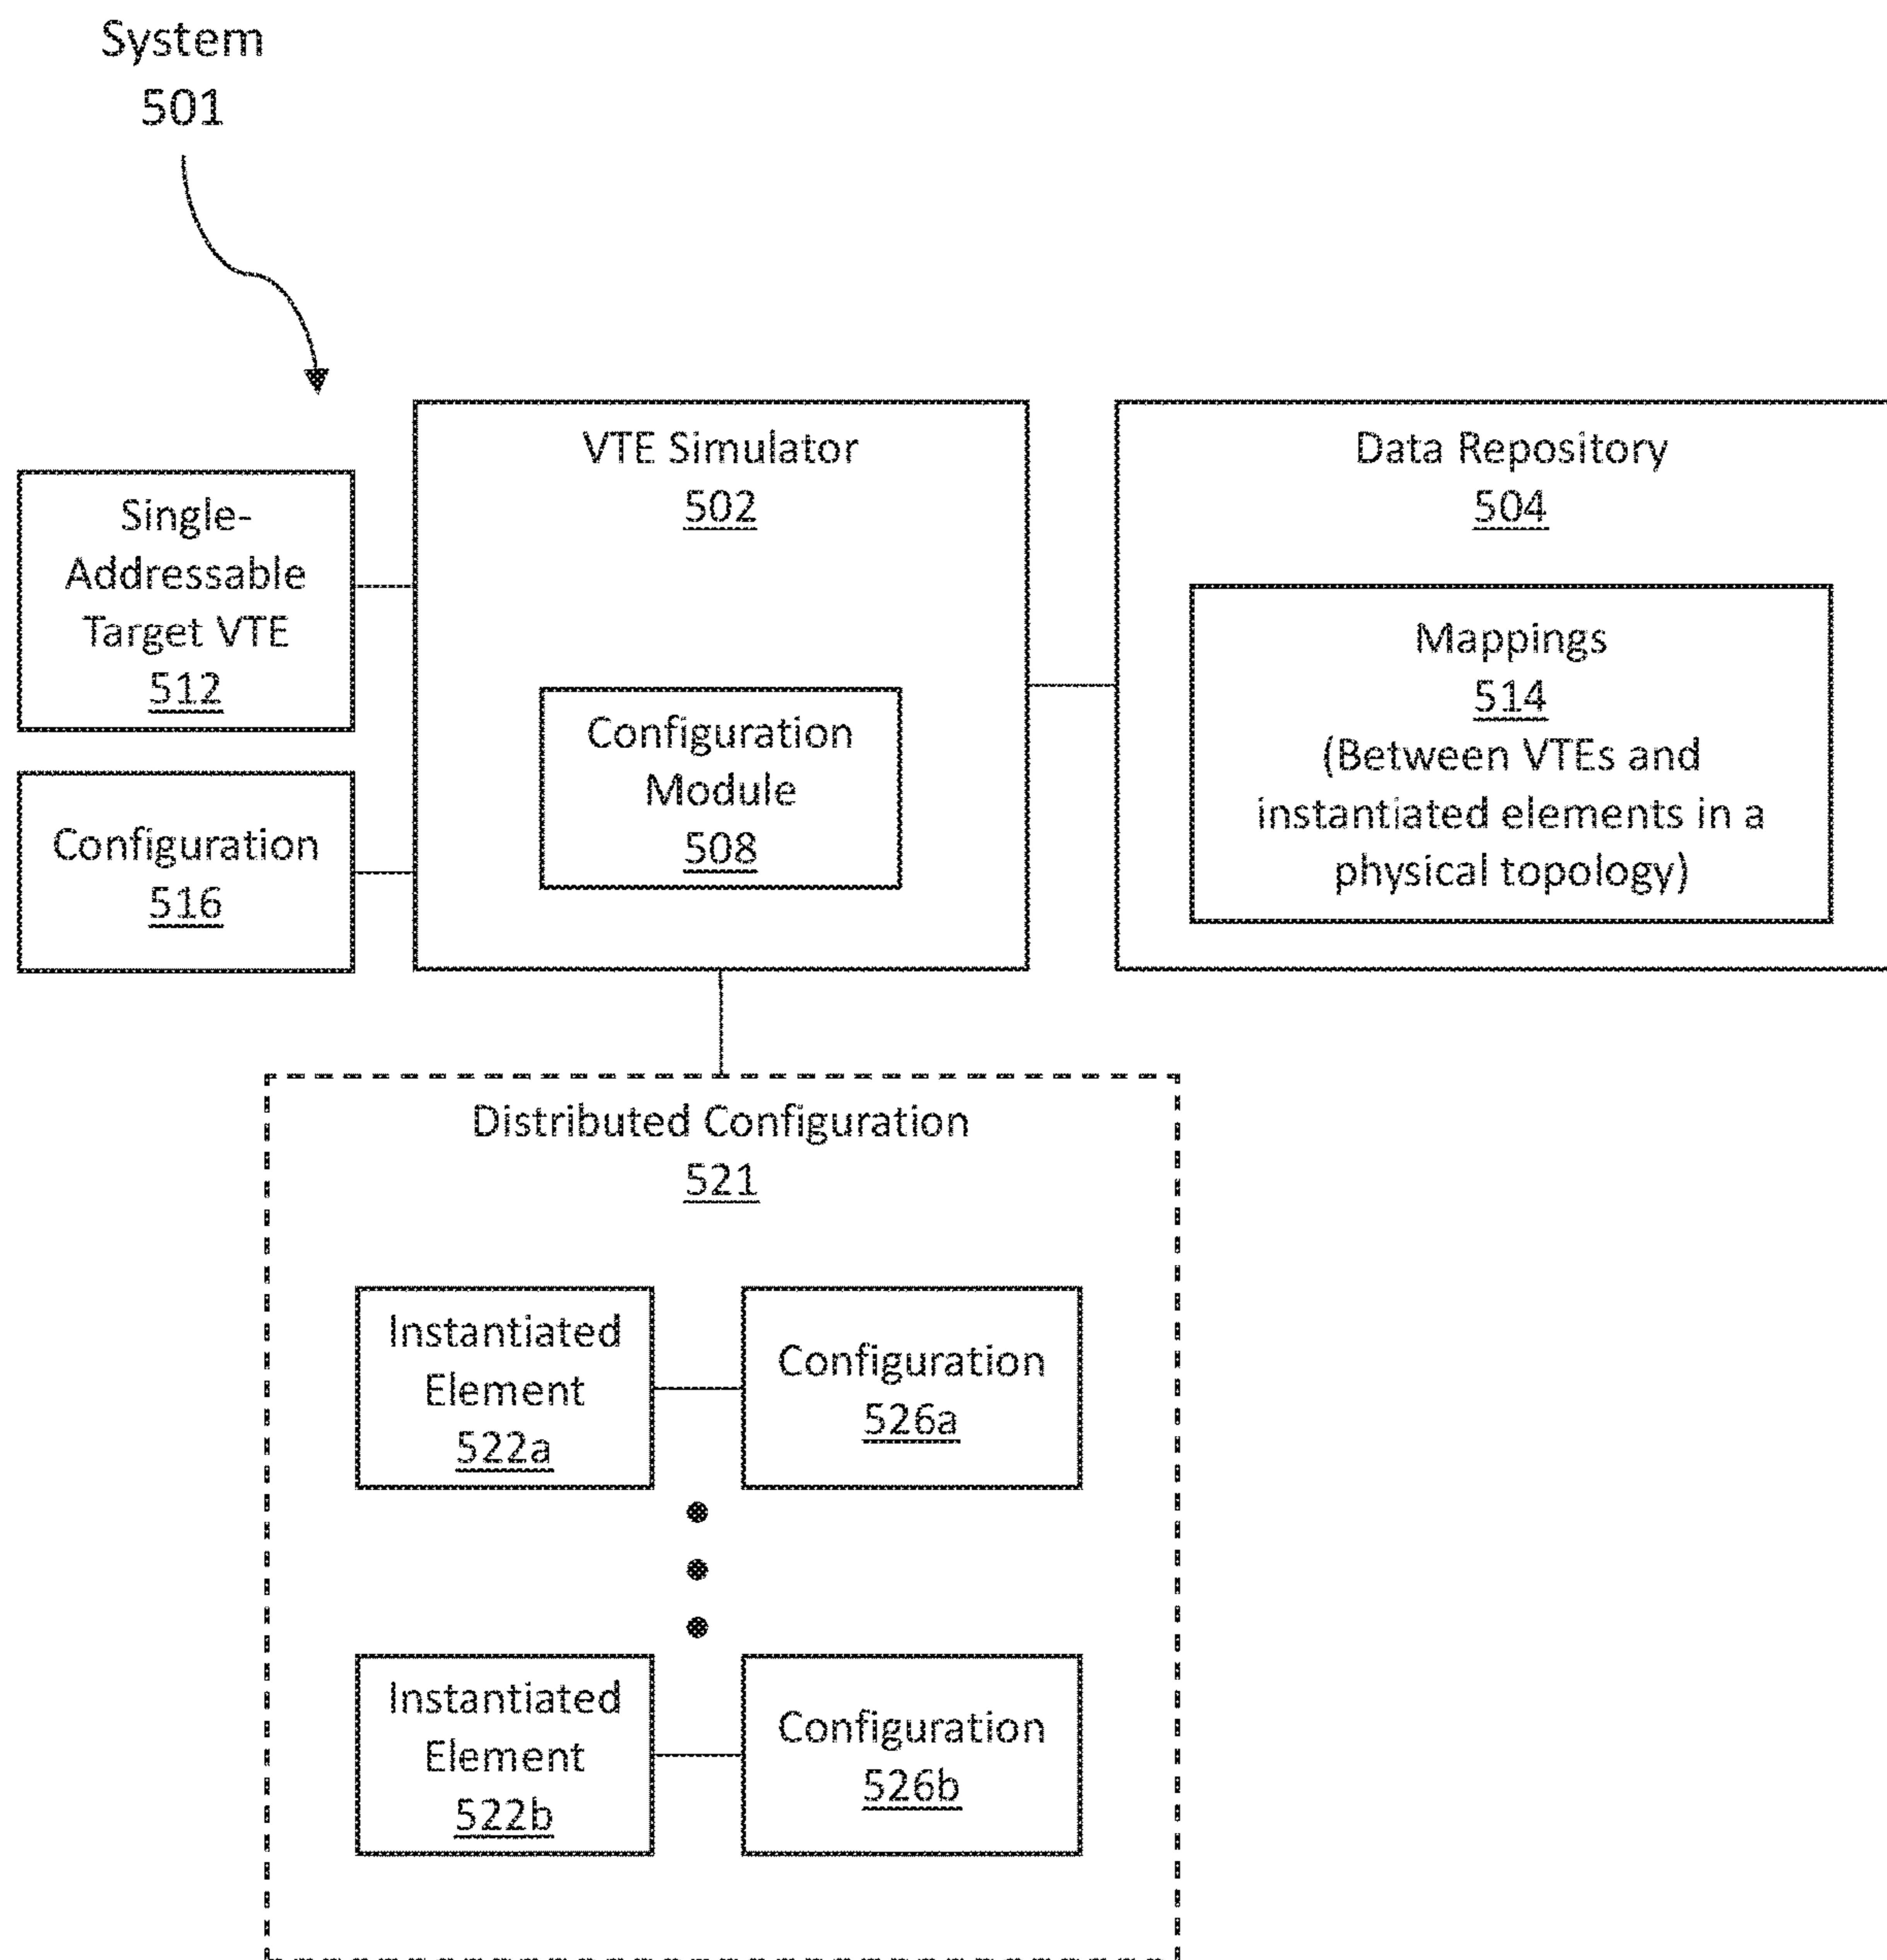 System
501
VTE Simulator
502
Data Repository
504
Single-
Addressable
Target VTE
512
Mappings
514
(Between VTEs and
instantiated elements in a
physical topology)
Configuration
Module
508
Configuration
516
Distributed Configuration
521
Instantiated
Element
522a
Configuration
526a
Instantiated
Element
522b
Configuration
526b